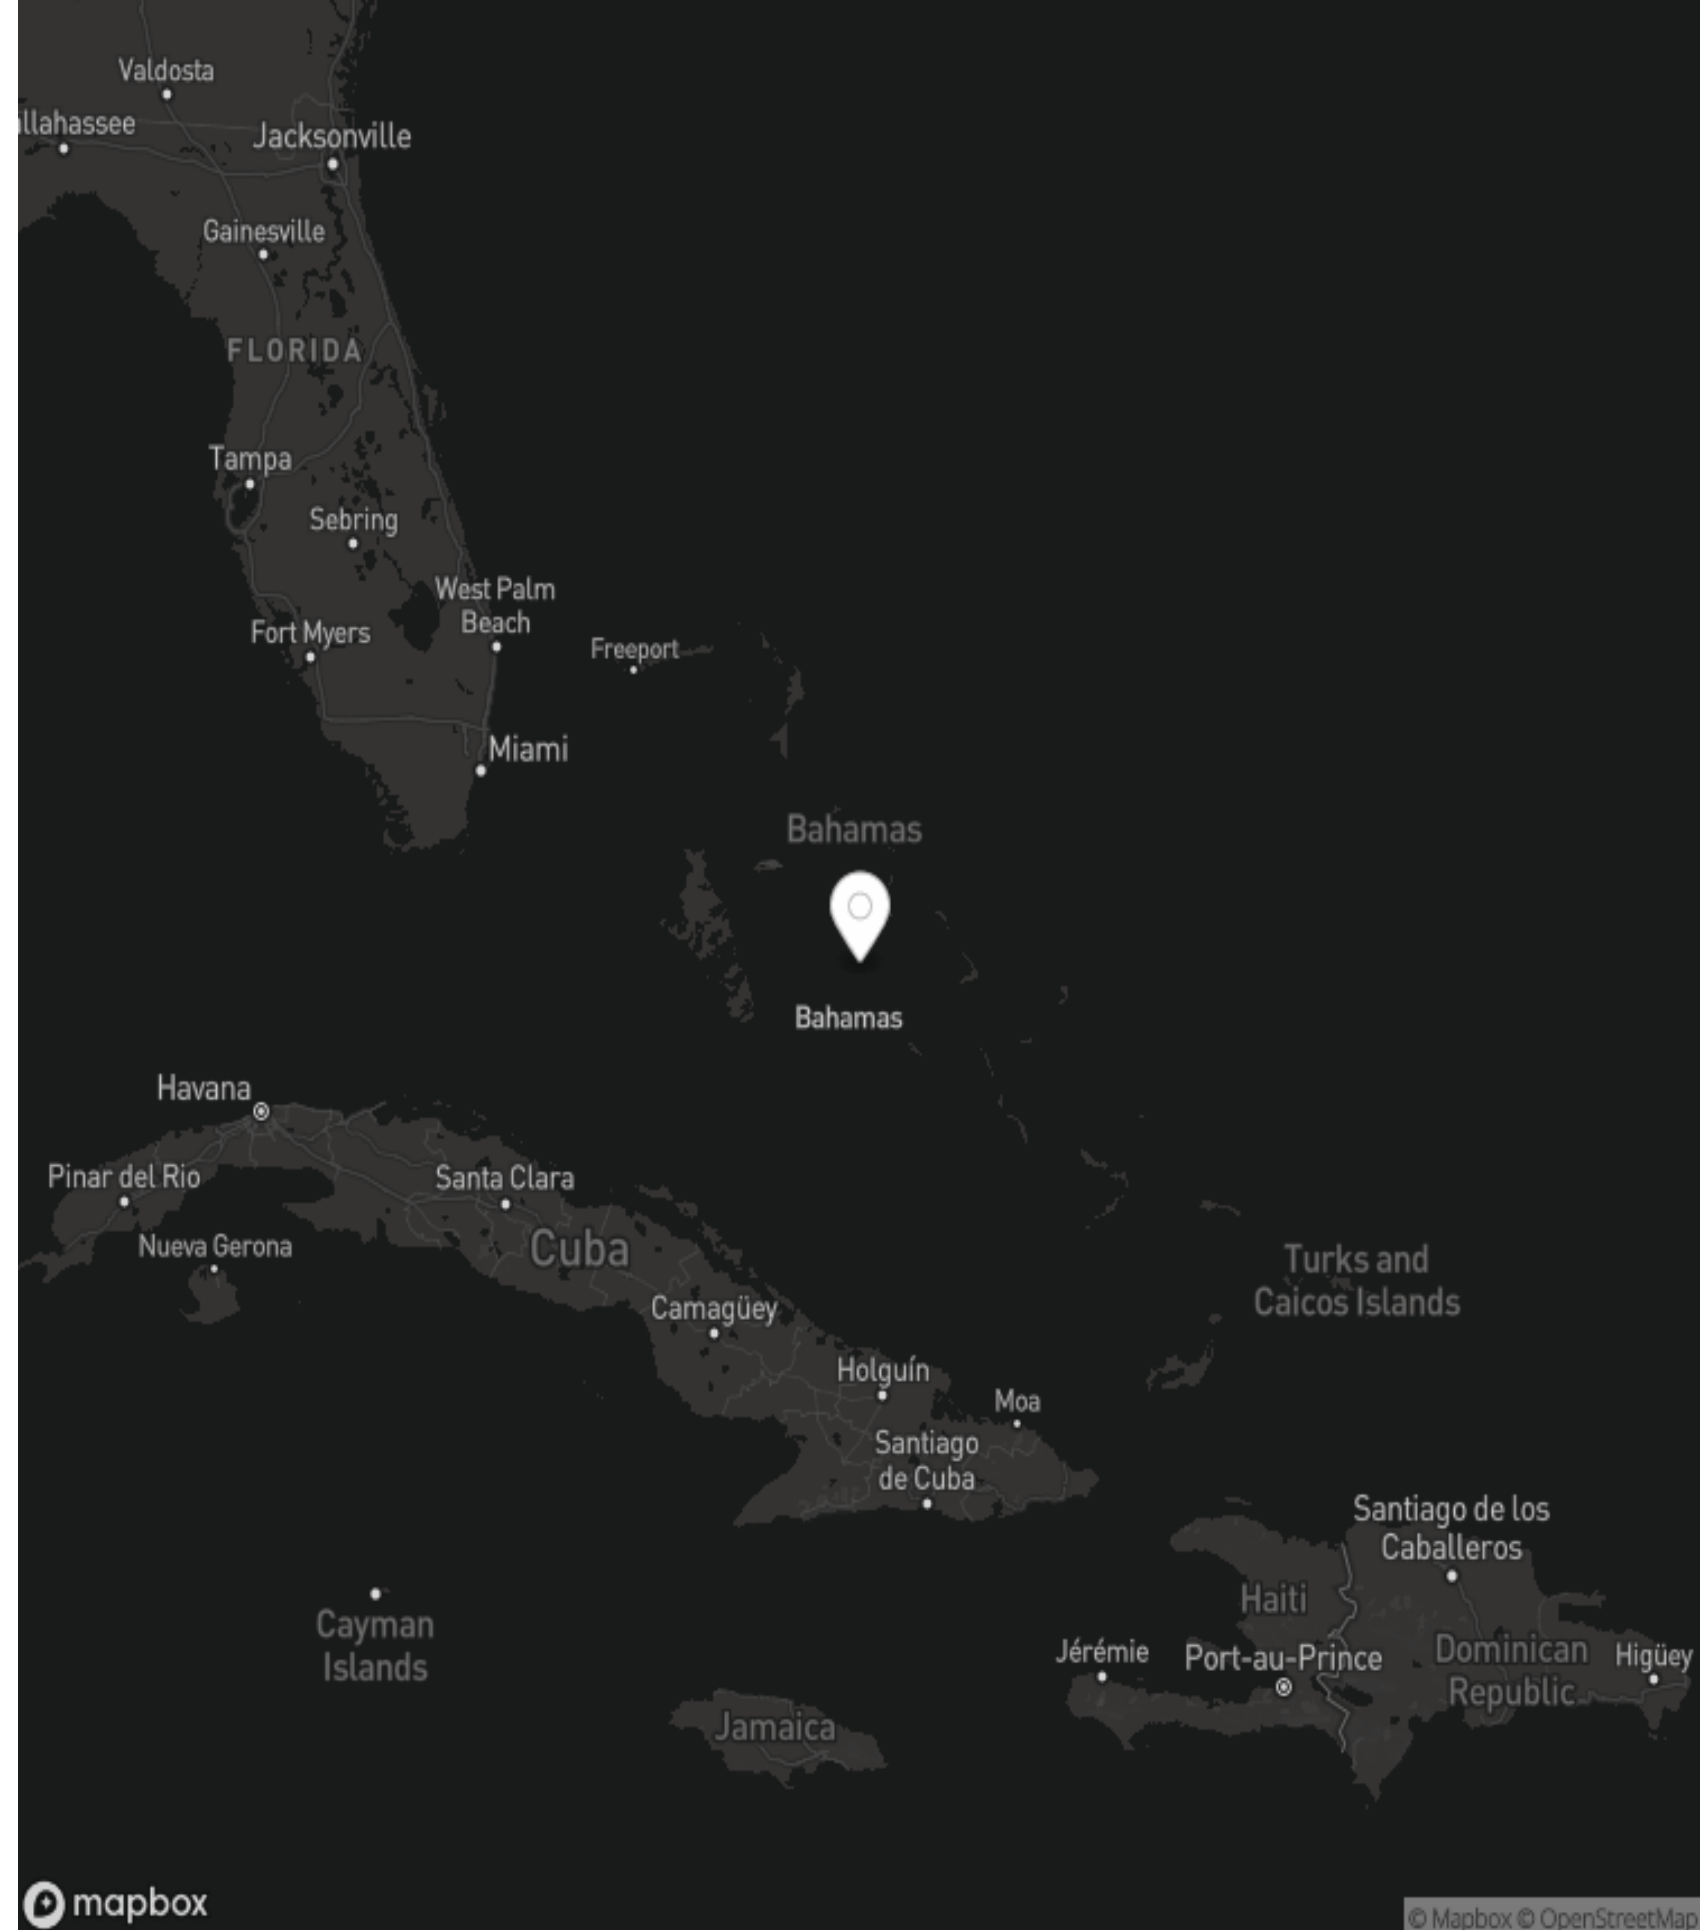 Valdosta
llahassee
Jacksonville
Gainesville
FLORIDA
Tampa
Sebring
West Palm
Beach
Fort Myers
Freeport
Miami
Bahamas
Bahamas
Havana
Pinar del Rio
Santa Clara
Nueva Gerona
Cuba
Turks and
Caicos Islands
Camagüey
Holguín
Moa
Santiago
de Cuba
Santiago de los
Caballeros
Haiti
Cayman
Islands
Jérémie
Port-au-Prince
Dominican
Republic
Higüey
Jamaica
mapbox
© Mapbox © OpenStreetMap